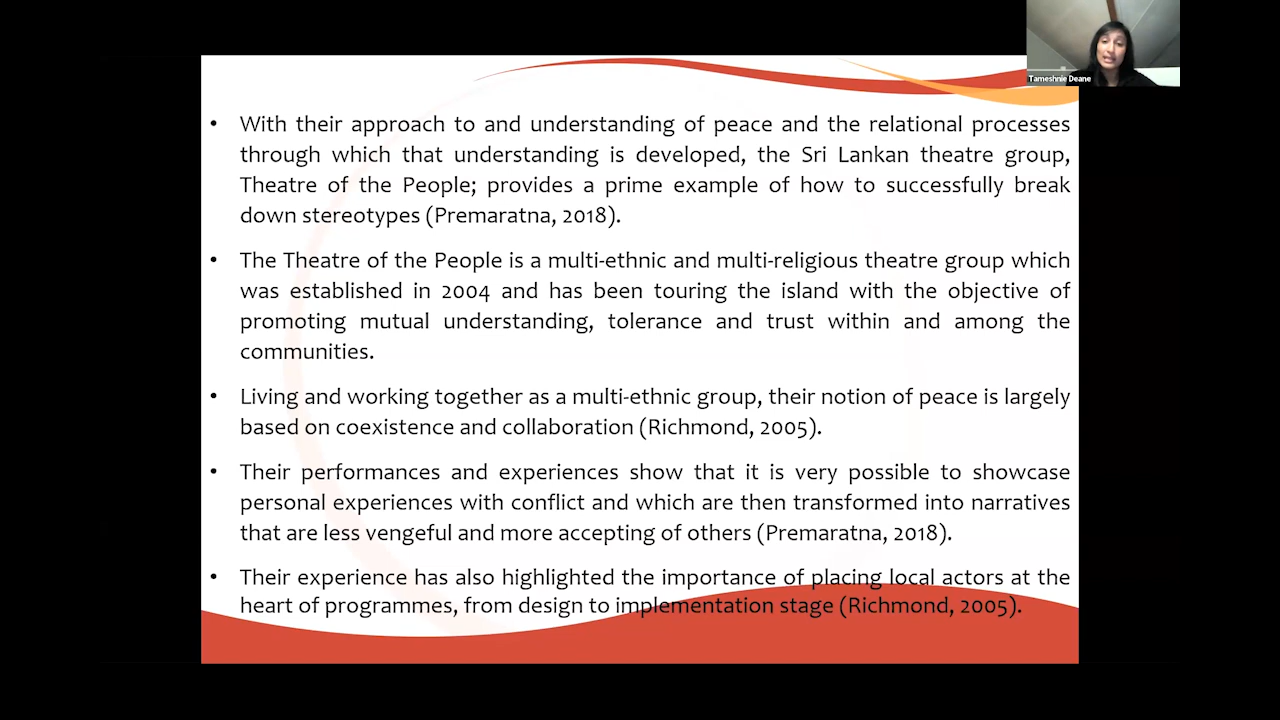 Tameshnie Deane
• With their approach to and understanding of peace and the relational processes
through which that understanding is developed, the Sri Lankan theatre group,
Theatre of the People; provides a prime example of how to successfully break
down stereotypes (Premaratna, 2018).
• The Theatre of the People is a multi-ethnic and multi-religious theatre group which
was established in 2004 and has been touring the island with the objective of
promoting mutual understanding, tolerance and trust within and among the
communities.
• Living and working together as a multi-ethnic group, their notion of peace is largely
based on coexistence and collaboration (Richmond, 2005).
• Their performances and experiences show that it is very possible to showcase
personal experiences with conflict and which are then transformed into narratives
that are less vengeful and more accepting of others (Premaratna, 2018).
• Their experience has also highlighted the importance of placing local actors at the
heart of programmes, from design to implementation stage (Richmond, 2005).